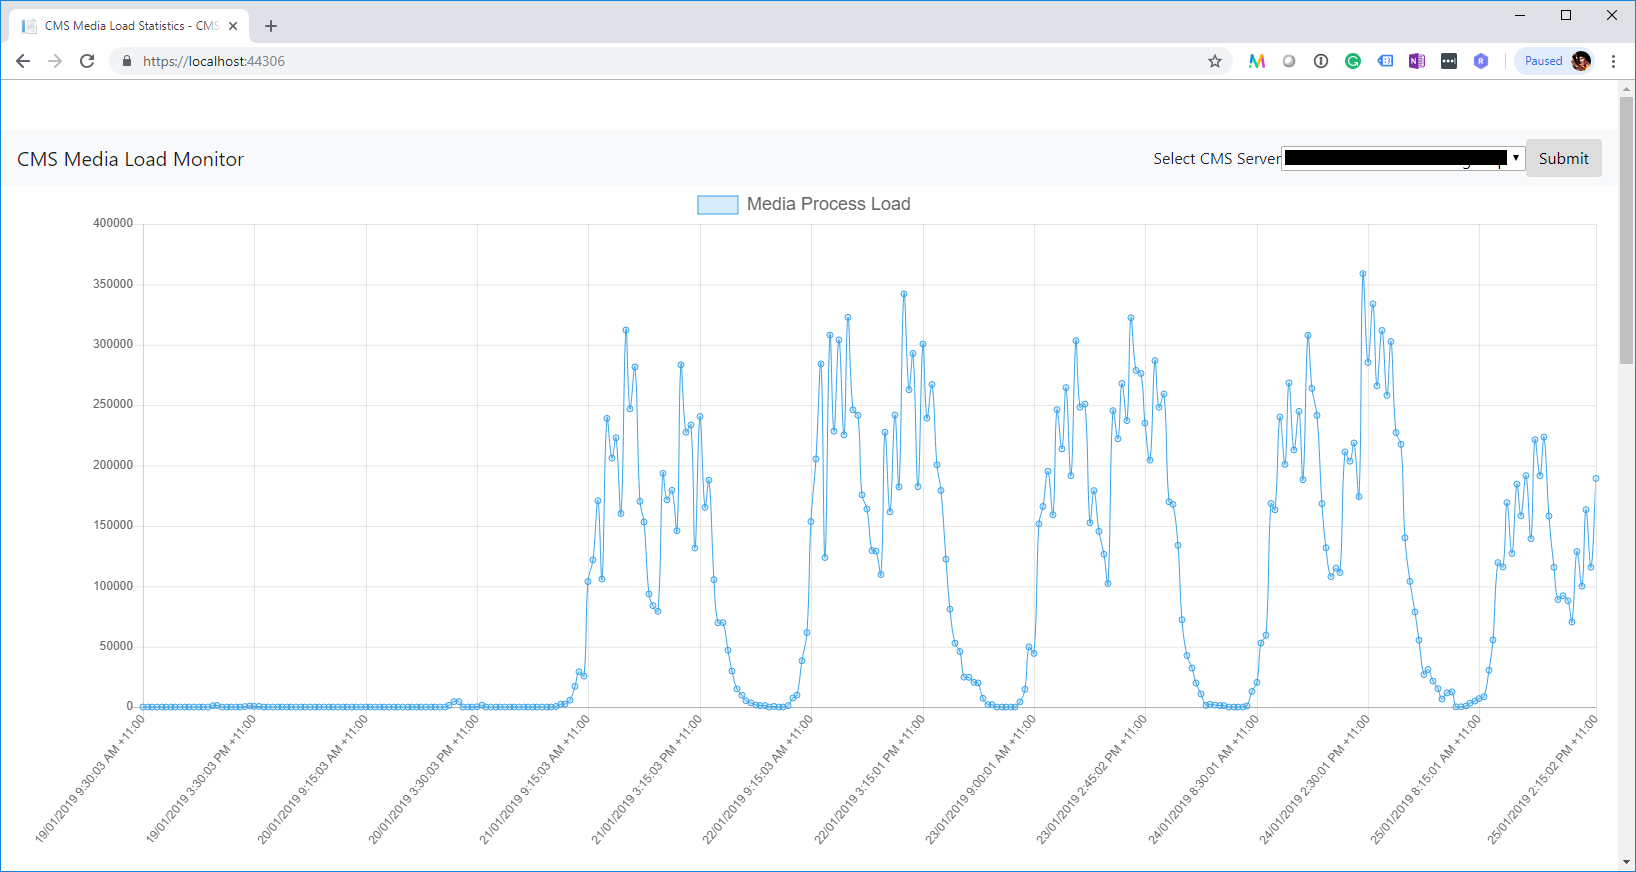 CMS Media Load Statistics - CMS
https://localhost:44306
Paused
CMS Media Load Monitor
Select CMS Server
Submit
Media Process Load
400000
350000
300000
250000
200000
150000
100000
50000
0
19/01/2019 9:30:03 AM +11:00
19/01/2019 3:30:03 PM +11:00
20/01/2019 9:15:03 AM +11:00
20/01/2019 3:30:03 PM +11:00
21/01/2019 9:15:03 AM +11:00
21/01/2019 3:15:03 PM +11:00
22/01/2019 9:15:03 AM +11:00
22/01/2019 3:15:01 PM +11:00
23/01/2019 9:00:01 AM +11:00
23/01/2019 2:45:02 PM +11:00
24/01/2019 8:30:01 AM +11:00
24/01/2019 2:30:01 PM +11:00
25/01/2019 8:15:01 AM +11:00
25/01/2019 2:15:02 PM +11:00